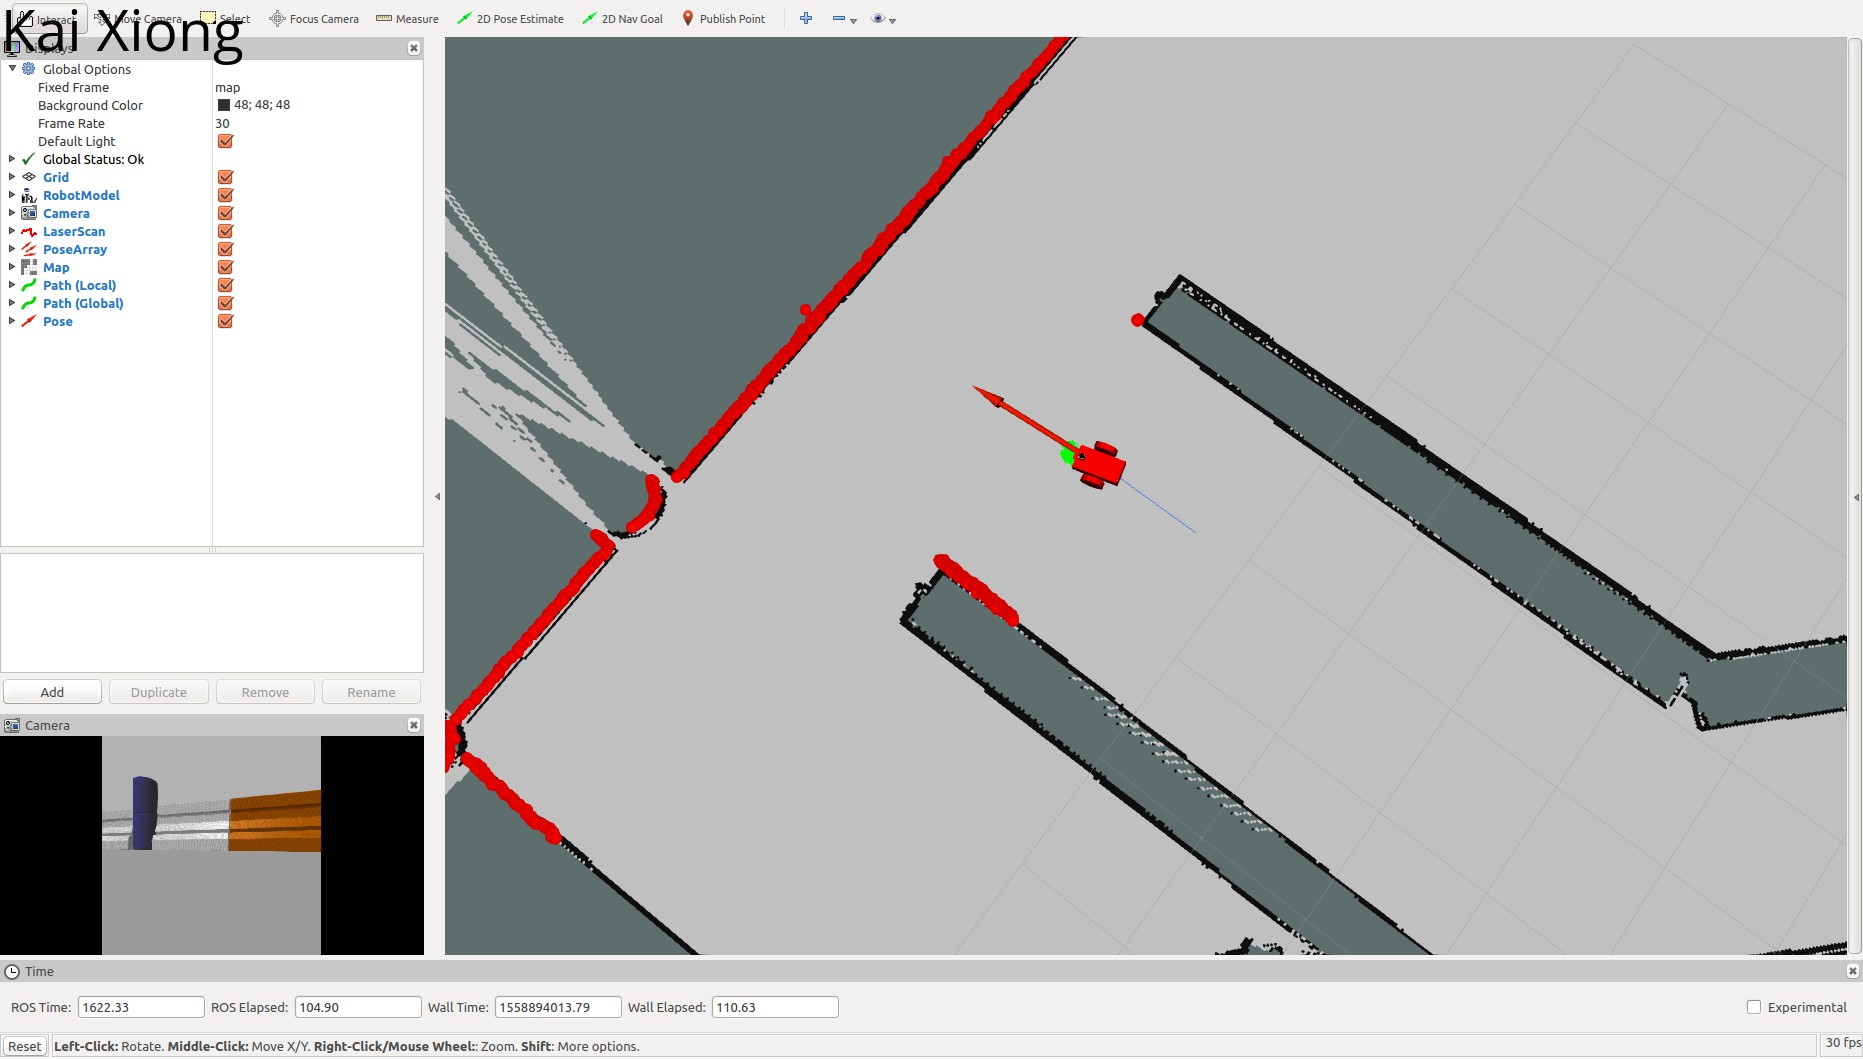 Kai Xiong
Interact Move Camera Select Focus Camera Measure 2D Pose Estimate 2D Nav Goal Publish Point
Displays
Global Options
Fixed Frame map
Background Color 48; 48; 48
Frame Rate 30
Default Light
Global Status: Ok
Grid
RobotModel
Camera
LaserScan
PoseArray
Map
Path (Local)
Path (Global)
Pose
Add Duplicate Remove Rename
Camera
Time
ROS Time: 1622.33 ROS Elapsed: 104.90 Wall Time: 1558894013.79 Wall Elapsed: 110.63 Experimental
Reset Left-Click: Rotate. Middle-Click: Move X/Y. Right-Click/Mouse Wheel:: Zoom. Shift: More options. 30 fps